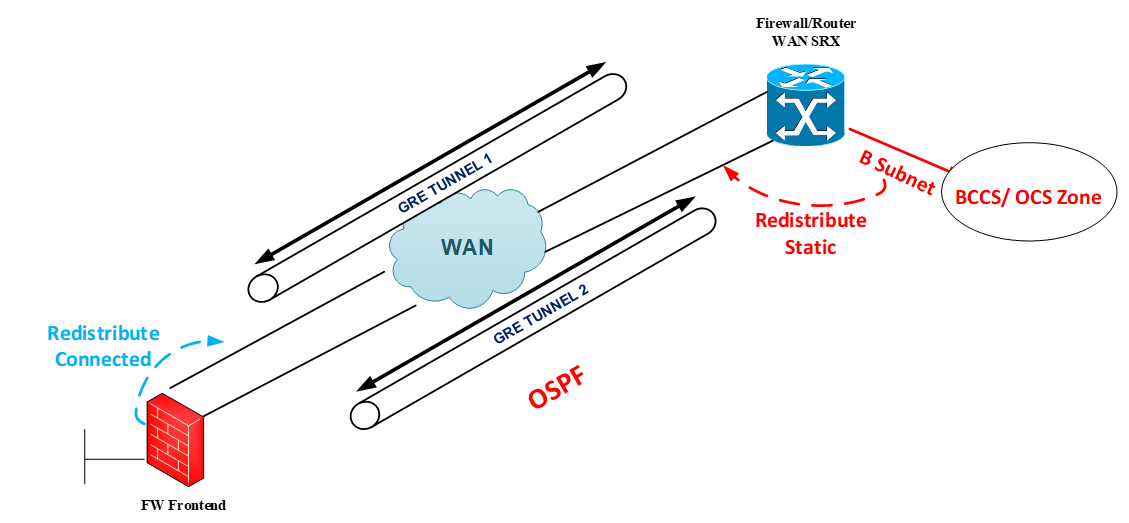 Firewall/Router
WAN SRX
GRE TUNNEL 1
B Subnet
BCCS/ OCS Zone
Redistribute
Static
WAN
GRE TUNNEL 2
Redistribute
Connected
OSPF
FW Frontend